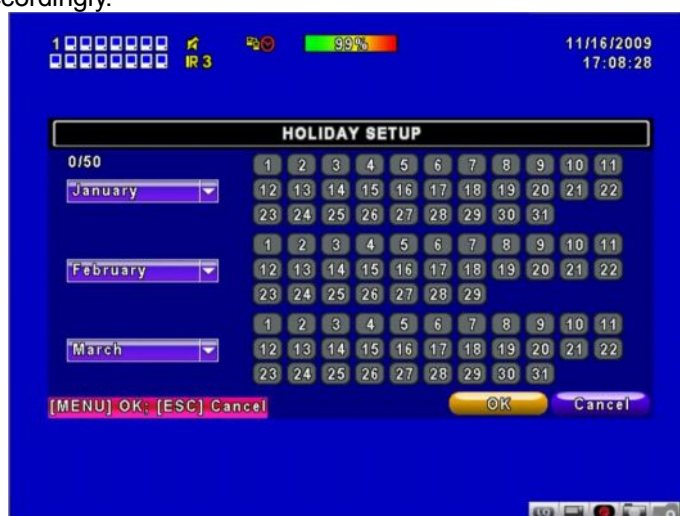 cordingly.
1 99% 11/16/2009
IR 3 17:08:28
HOLIDAY SETUP
0/50 1 2 3 4 5 6 7 8 9 10 11
January 12 13 14 15 16 17 18 19 20 21 22
23 24 25 26 27 28 29 30 31
1 2 3 4 5 6 7 8 9 10 11
February 12 13 14 15 16 17 18 19 20 21 22
23 24 25 26 27 28 29
1 2 3 4 5 6 7 8 9 10 11
March 12 13 14 15 16 17 18 19 20 21 22
23 24 25 26 27 28 29 30 31
[MENU] OK; [ESC] Cancel OK Cancel